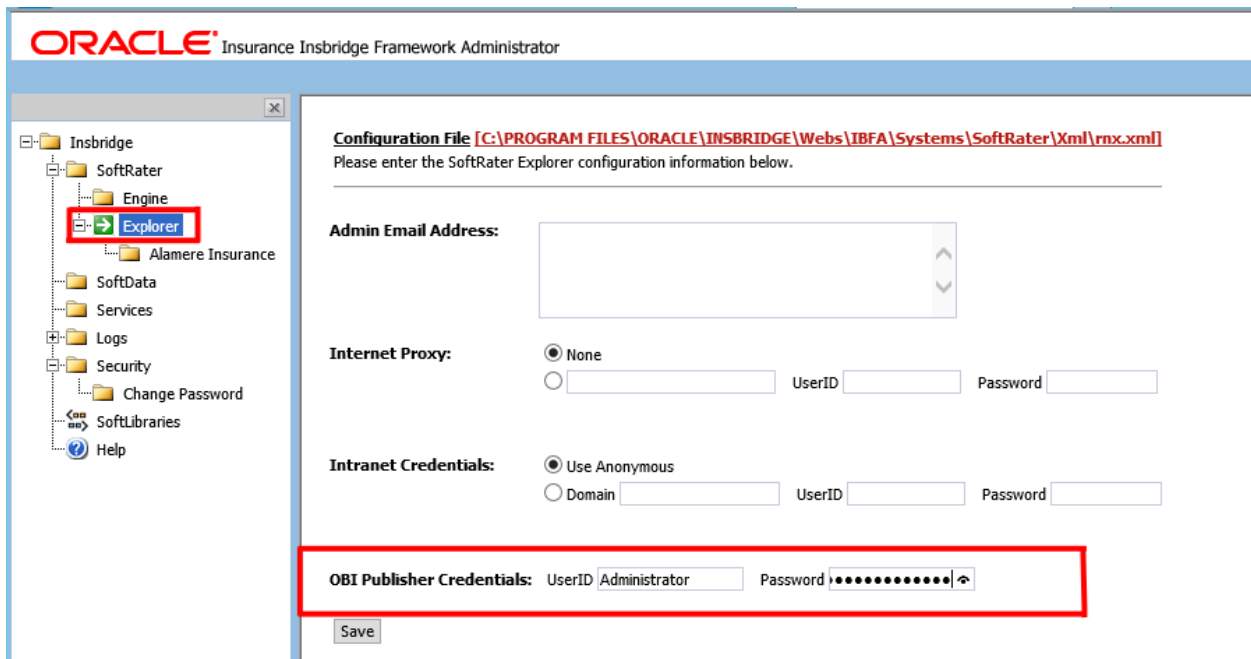 ORACLE Insurance Insbridge Framework Administrator
Insbridge
SoftRater
Engine
Explorer
Alamere Insurance
SoftData
Services
Logs
Security
Change Password
SoftLibraries
Help
Configuration File [C:\PROGRAM FILES\ORACLE\INSBRIDGE\Webs\IBFA\Systems\SoftRater\Xml\rnx.xml]
Please enter the SoftRater Explorer configuration information below.
Admin Email Address:
Internet Proxy: None
UserID Password
Intranet Credentials: Use Anonymous
Domain UserID Password
OBI Publisher Credentials: UserID Administrator Password
Save